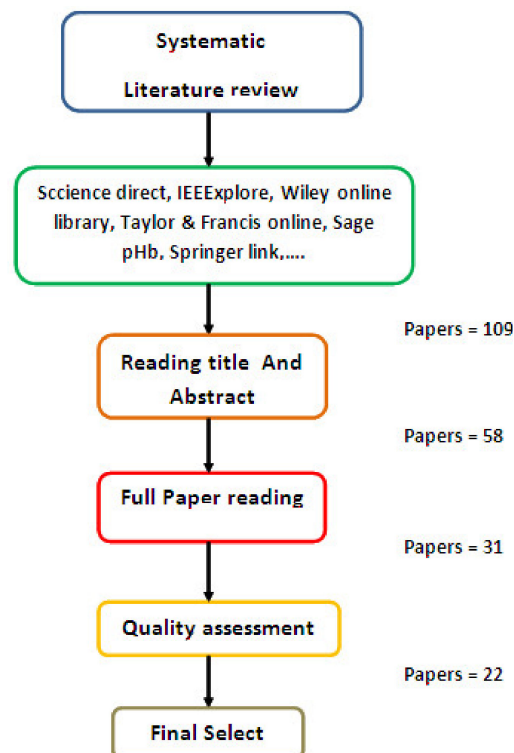 Systematic
Literature review
Sccience direct, IEEExplore, Wiley online
library, Taylor & Francis online, Sage
pHb, Springer link,....
Papers = 109
Reading title And
Abstract
Papers = 58
Full Paper reading
Papers = 31
Quality assessment
Papers = 22
Final Select